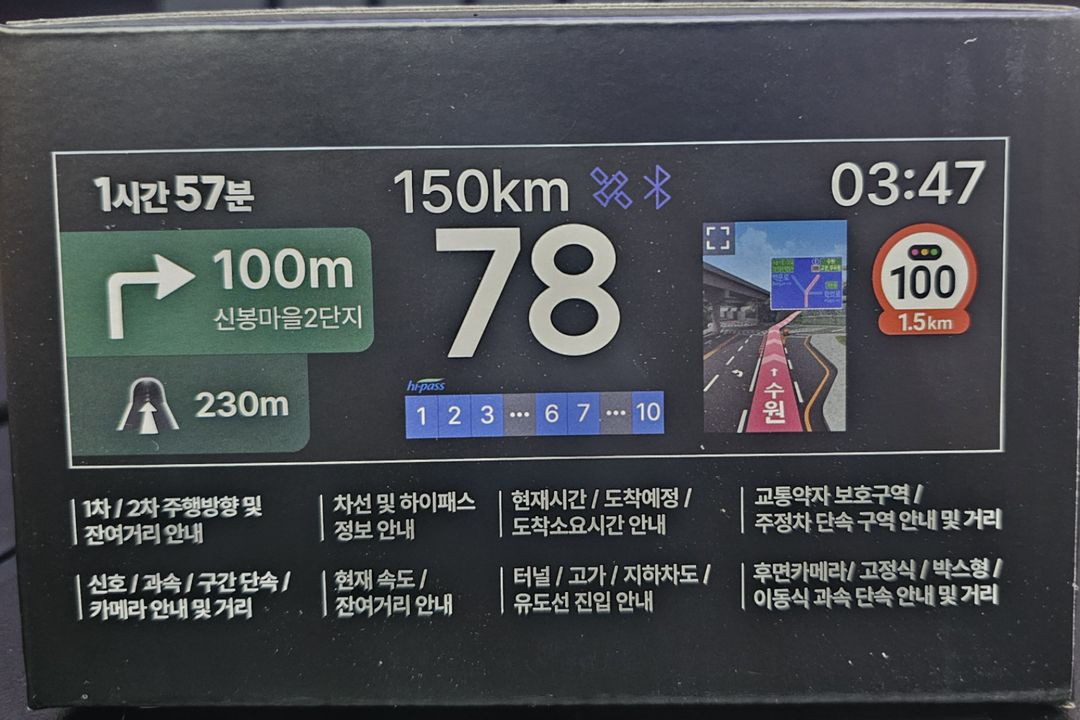 1시간 57분
150km
03:47
100m
신봉마을2단지
230m
78
hi-pass
1 2 3 ··· 6 7 ··· 10
수원
100
1.5km
1차 / 2차 주행방향 및
잔여거리 안내
차선 및 하이패스
정보 안내
현재시간 / 도착예정 /
도착소요시간 안내
교통약자 보호구역 /
주정차 단속 구역 안내 및 거리
신호 / 과속 / 구간 단속 /
카메라 안내 및 거리
현재 속도 /
잔여거리 안내
터널 / 고가 / 지하차도 /
유도선 진입 안내
후면카메라/ 고정식 / 박스형 /
이동식 과속 단속 안내 및 거리